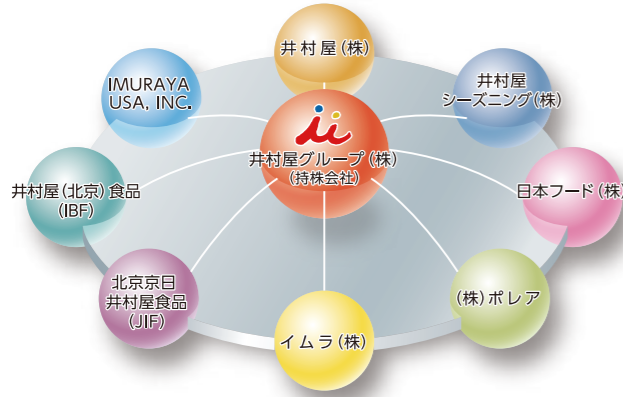 井村屋(株)
IMURAYA
USA, INC.
井村屋
シーズニング(株)
井村屋グループ(株)
(持株会社)
井村屋(北京)食品
(IBF)
日本フード(株)
北京京日
井村屋食品
(JIF)
(株)ポレア
イムラ(株)